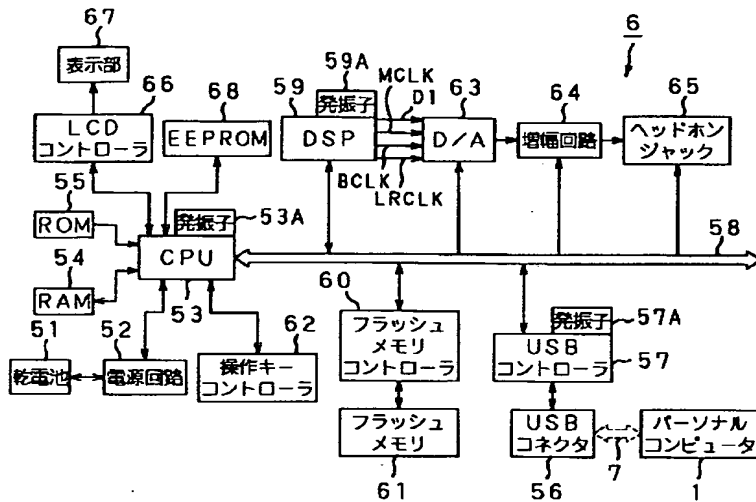 6
67
表示部
66
LCD
コントローラ
68
EEPROM
59
59A
発振子
DSP
MCLK
D1
BCLK
LRCLK
63
D/A
64
増幅回路
65
ヘッドホン
ジャック
55
ROM
54
RAM
発振子
53A
CPU
53
58
51
乾電池
52
電源回路
62
操作キー
コントローラ
60
フラッシュ
メモリ
コントローラ
フラッシュ
メモリ
61
発振子
57A
USB
コントローラ
57
USB
コネクタ
56
7
パーソナル
コンピュータ
1